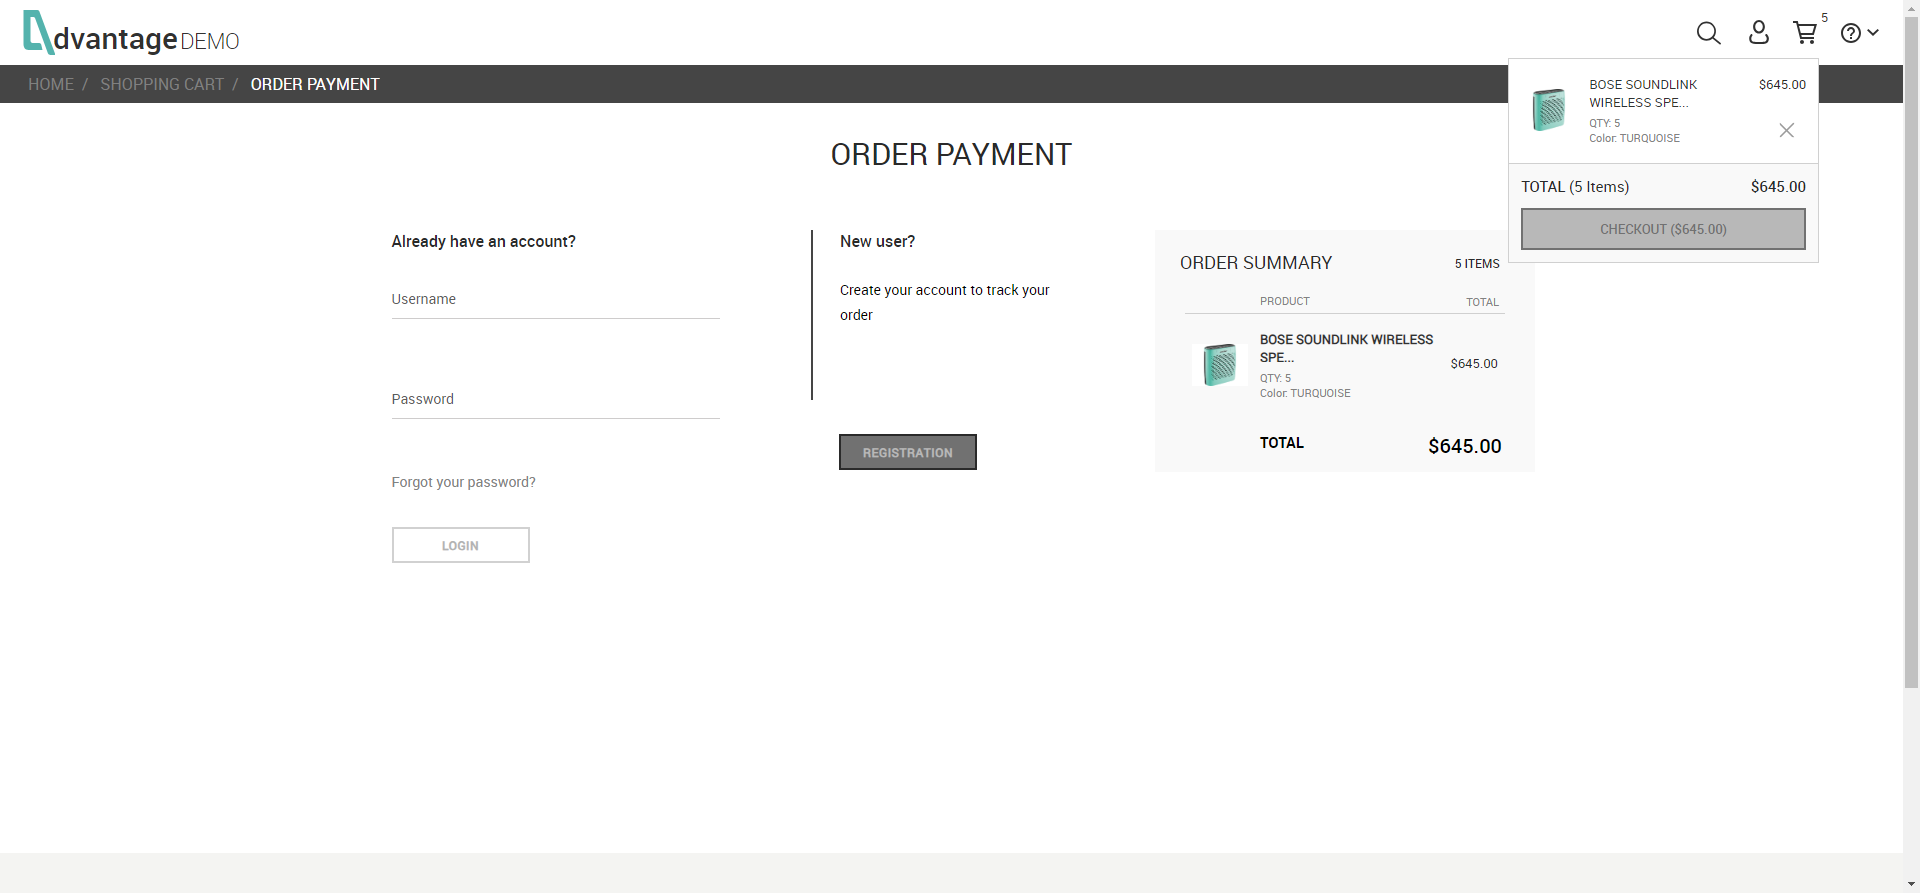 dvantage DEMO
5
HOME / SHOPPING CART / ORDER PAYMENT
BOSE SOUNDLINK WIRELESS SPE...
$645.00
QTY: 5
Color: TURQUOISE
TOTAL (5 Items) $645.00
CHECKOUT ($645.00)
ORDER PAYMENT
Already have an account?
Username
Password
Forgot your password?
LOGIN
New user?
Create your account to track your
order
REGISTRATION
ORDER SUMMARY 5 ITEMS
PRODUCT TOTAL
BOSE SOUNDLINK WIRELESS
SPE...
$645.00
QTY: 5
Color: TURQUOISE
TOTAL $645.00